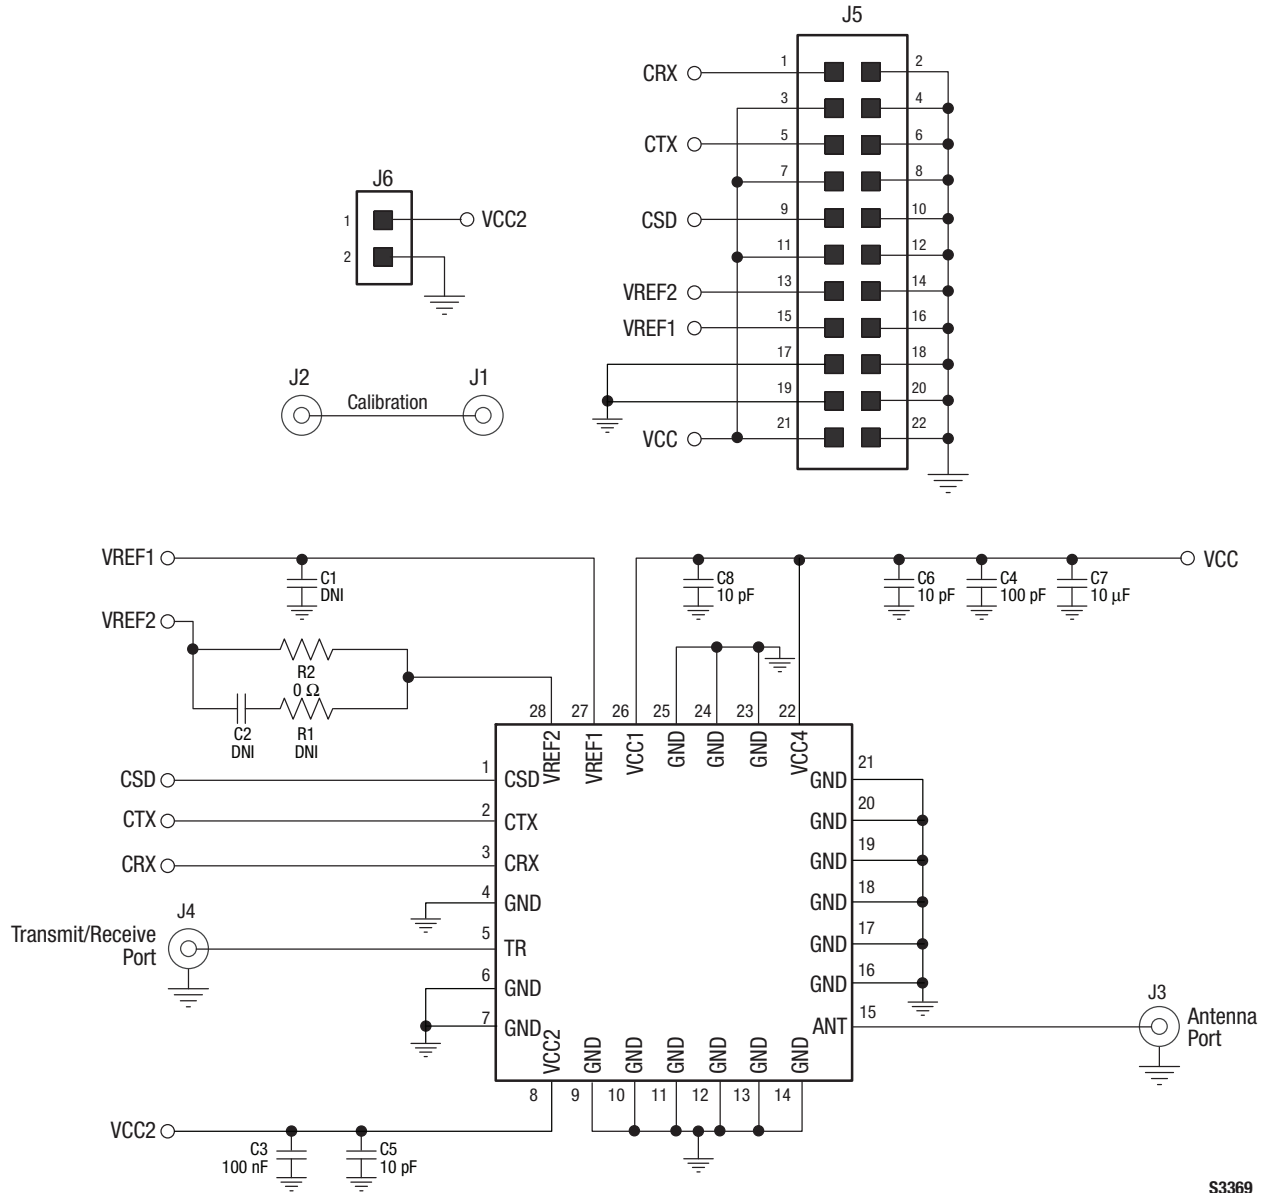 J5
CRX
1
2
3
4
CTX
5
6
7
8
J6
1
VCC2
2
CSD
9
10
11
12
VREF2
13
14
VREF1
15
16
17
18
19
20
VCC
21
22
J2
Calibration
J1
VREF1
C1
DNI
C8
10 pF
C6
10 pF
C4
100 pF
C7
10 µF
VCC
VREF2
R2
0 Ω
C2
DNI
R1
DNI
28
27
26
25
24
23
22
VREF2
VREF1
VCC1
GND
GND
GND
VCC4
CSD
1
CSD
CTX
2
CTX
CRX
3
CRX
4
GND
J4
Transmit/Receive
Port
5
TR
6
GND
7
GND
GND
21
GND
20
GND
19
GND
18
GND
17
GND
16
ANT
15
J3
Antenna
Port
VCC2
GND
GND
GND
GND
GND
GND
8
9
10
11
12
13
14
VCC2
C3
100 nF
C5
10 pF
S3369